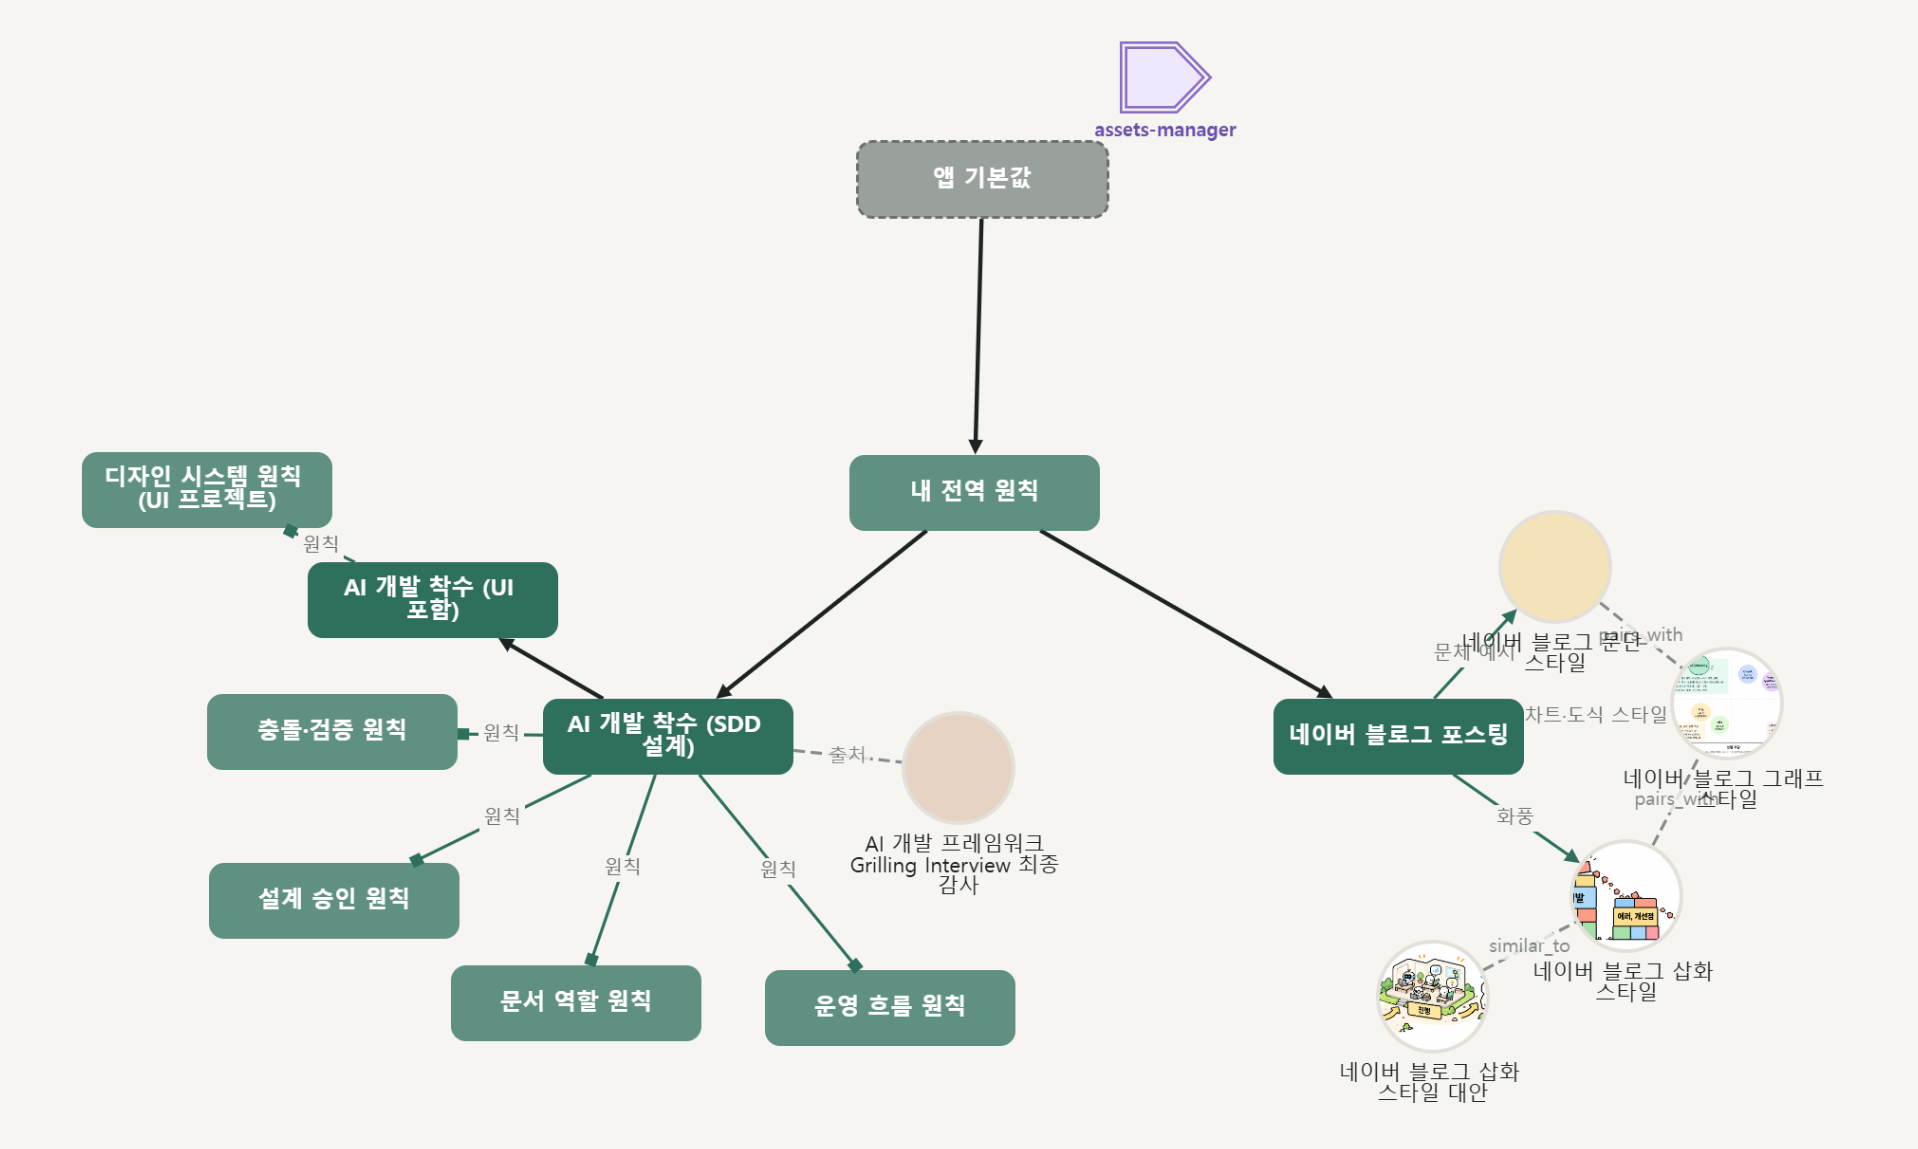 assets-manager
앱 기본값
디자인 시스템 원칙
(UI 프로젝트)
내 전역 원칙
원칙
AI 개발 착수 (UI
포함)
pairs_with
네이버 블로그 문단
스타일
문체 예시
충돌·검증 원칙
원칙
AI 개발 착수 (SDD
설계)
출처
네이버 블로그 포스팅
차트·도식 스타일
네이버 블로그 그래프
스타일
pairs_with
원칙
원칙
원칙
화풍
AI 개발 프레임워크
Grilling Interview 최종
감사
설계 승인 원칙
에러, 개선점
similar_to
네이버 블로그 삽화
스타일
문서 역할 원칙
운영 흐름 원칙
진행
네이버 블로그 삽화
스타일 대안